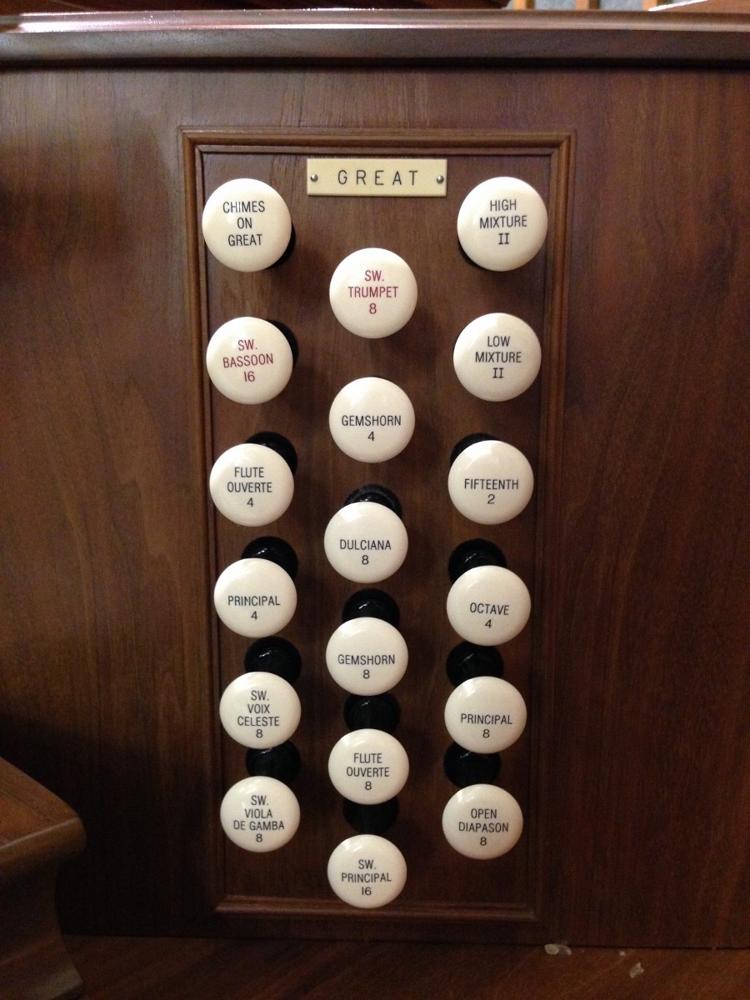 GREAT
CHIMES
ON
GREAT
HIGH
MIXTURE
II
SW.
TRUMPET
8
SW.
BASSOON
16
LOW
MIXTURE
II
GEMSHORN
4
FLUTE
OUVERTE
4
FIFTEENTH
2
DULCIANA
8
PRINCIPAL
4
OCTAVE
4
GEMSHORN
8
SW.
VOIX
CELESTE
8
PRINCIPAL
8
FLUTE
OUVERTE
8
SW.
VIOLA
DE GAMBA
8
OPEN
DIAPASON
8
SW.
PRINCIPAL
16